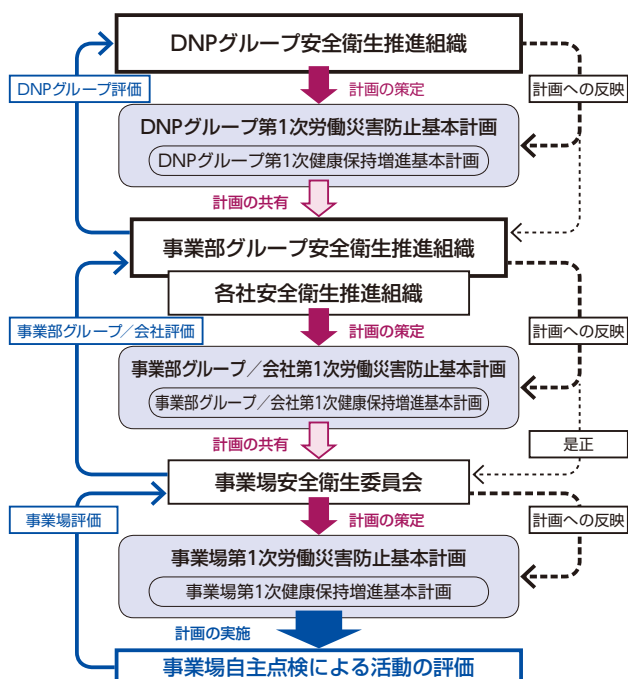 DNPグループ安全衛生推進組織
DNPグループ評価
計画の策定
計画への反映
DNPグループ第1次労働災害防止基本計画
DNPグループ第1次健康保持増進基本計画
計画の共有
事業部グループ安全衛生推進組織
各社安全衛生推進組織
事業部グループ／会社評価
計画の策定
計画への反映
事業部グループ／会社第1次労働災害防止基本計画
事業部グループ／会社第1次健康保持増進基本計画
計画の共有
是正
事業場安全衛生委員会
事業場評価
計画の策定
計画への反映
事業場第1次労働災害防止基本計画
事業場第1次健康保持増進基本計画
計画の実施
事業場自主点検による活動の評価